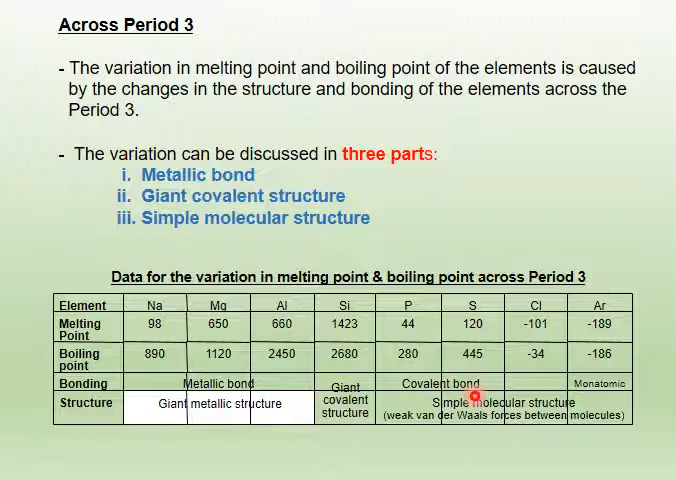 Across Period 3
- The variation in melting point and boiling point of the elements is caused
by the changes in the structure and bonding of the elements across the
Period 3.
- The variation can be discussed in three parts:
i. Metallic bond
ii. Giant covalent structure
iii. Simple molecular structure
Data for the variation in melting point & boiling point across Period 3
Element Na Mg Al Si P S Cl Ar
Melting Point 98 650 660 1423 44 120 -101 -189
Boiling point 890 1120 2450 2680 280 445 -34 -186
Bonding Metallic bond Giant covalent structure Covalent bond Monatomic
Structure Giant metallic structure Simple molecular structure
(weak van der Waals forces between molecules)